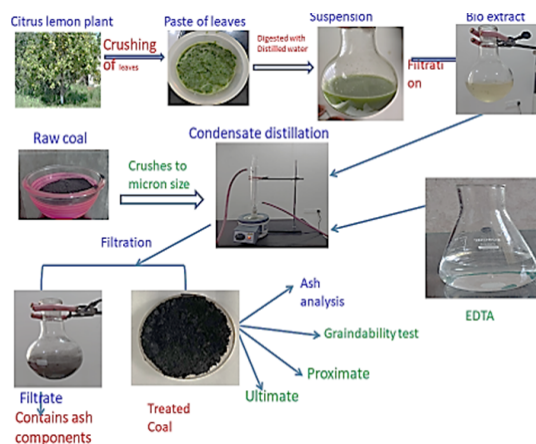 Citrus lemon plant
Crushing
of leaves
Paste of leaves
Digested with
Distilled water
Suspension
Filtrati
on
Bio extract
Raw coal
Crushes to
micron size
Condensate distillation
EDTA
Filtration
Ash
analysis
Graindability test
Proximate
Ultimate
Filtrate
Contains ash
components
Treated
Coal